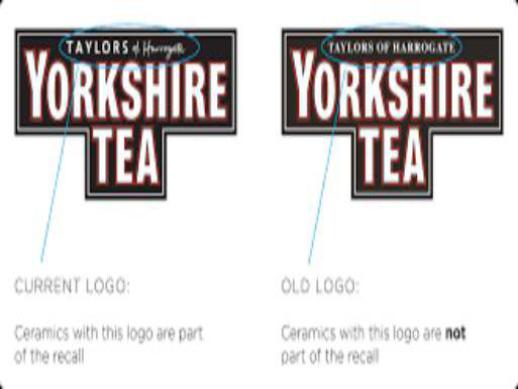 TAYLORS of Harrogate
YORKSHIRE
TEA
CURRENT LOGO:
Ceramics with this logo are part
of the recall
TAYLORS OF HARROGATE
YORKSHIRE
TEA
OLD LOGO:
Ceramics with this logo are not
part of the recall